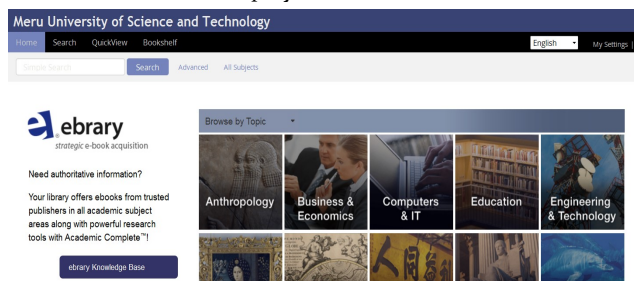 Meru University of Science and Technology
Home Search QuickView Bookshelf English My Settings |
Simple Search Search Advanced All Subjects
ebrary
strategic e-book acquisition
Need authoritative information?
Your library offers ebooks from trusted
publishers in all academic subject
areas along with powerful research
tools with Academic Complete™!
ebrary Knowledge Base
Browse by Topic
Anthropology
Business &
Economics
Computers
& IT
Education
Engineering
& Technology